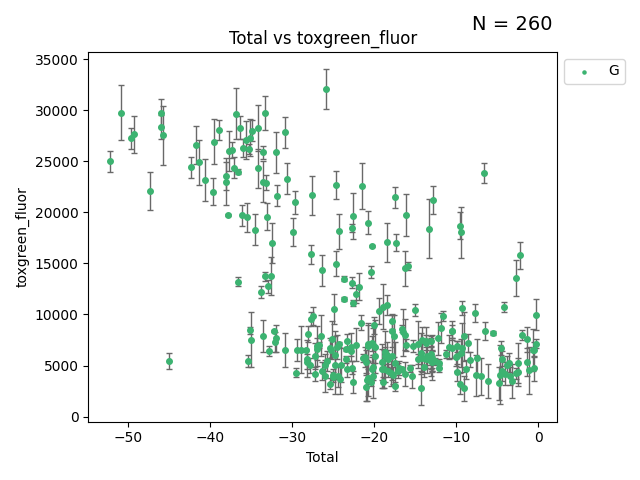 N = 260
Total vs toxgreen_fluor
G
toxgreen_fluor
35000
30000
25000
20000
15000
10000
5000
0
−50 −40 −30 −20 −10 0
Total